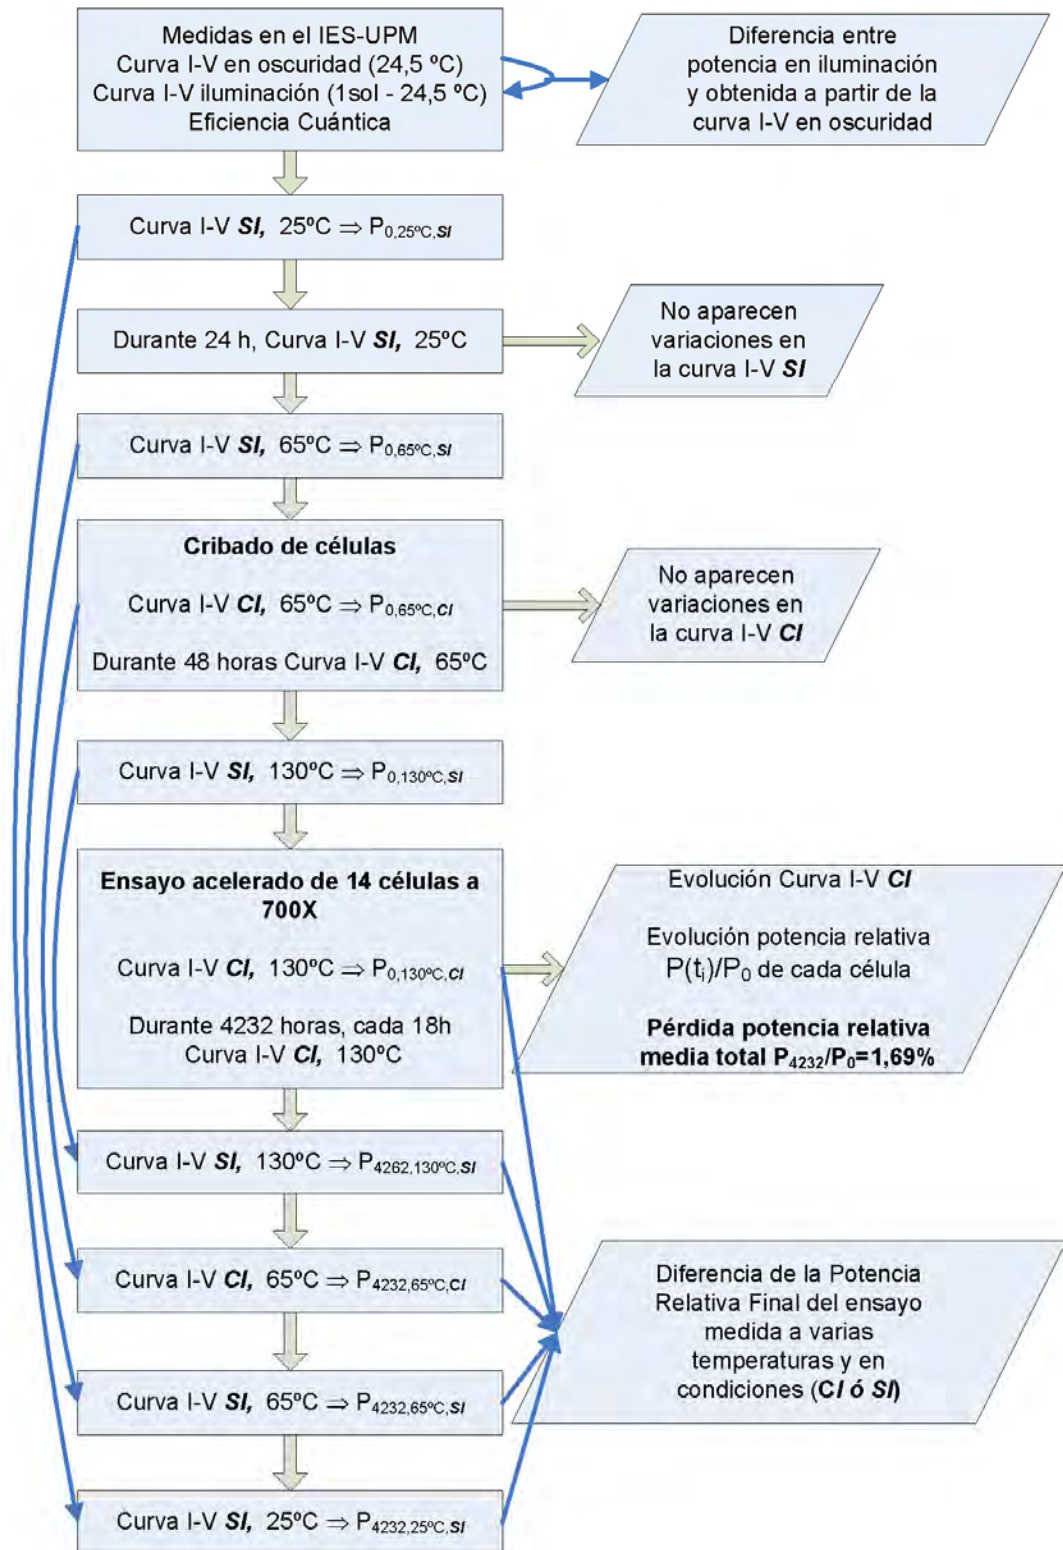 Medidas en el IES-UPM
Curva I-V en oscuridad (24,5 ºC)
Curva I-V iluminación (1sol - 24,5 ºC)
Eficiencia Cuántica
Diferencia entre
potencia en iluminación
y obtenida a partir de la
curva I-V en oscuridad
Curva I-V SI, 25ºC ⇒ P0,25ºC,SI
Durante 24 h, Curva I-V SI, 25ºC
No aparecen
variaciones en
la curva I-V SI
Curva I-V SI, 65ºC ⇒ P0,65ºC,SI
Cribado de células
Curva I-V CI, 65ºC ⇒ P0,65ºC,CI
Durante 48 horas Curva I-V CI, 65ºC
No aparecen
variaciones en
la curva I-V CI
Curva I-V SI, 130ºC ⇒ P0,130ºC,SI
Ensayo acelerado de 14 células a
700X
Curva I-V CI, 130ºC ⇒ P0,130ºC,CI
Durante 4232 horas, cada 18h
Curva I-V CI, 130ºC
Evolución Curva I-V CI
Evolución potencia relativa
P(ti)/P0 de cada célula
Pérdida potencia relativa
media total P4232/P0=1,69%
Curva I-V SI, 130ºC ⇒ P4262,130ºC,SI
Curva I-V CI, 65ºC ⇒ P4232,65ºC,CI
Curva I-V SI, 65ºC ⇒ P4232,65ºC,SI
Curva I-V SI, 25ºC ⇒ P4232,25ºC,SI
Diferencia de la Potencia
Relativa Final del ensayo
medida a varias
temperaturas y en
condiciones (CI ó SI)